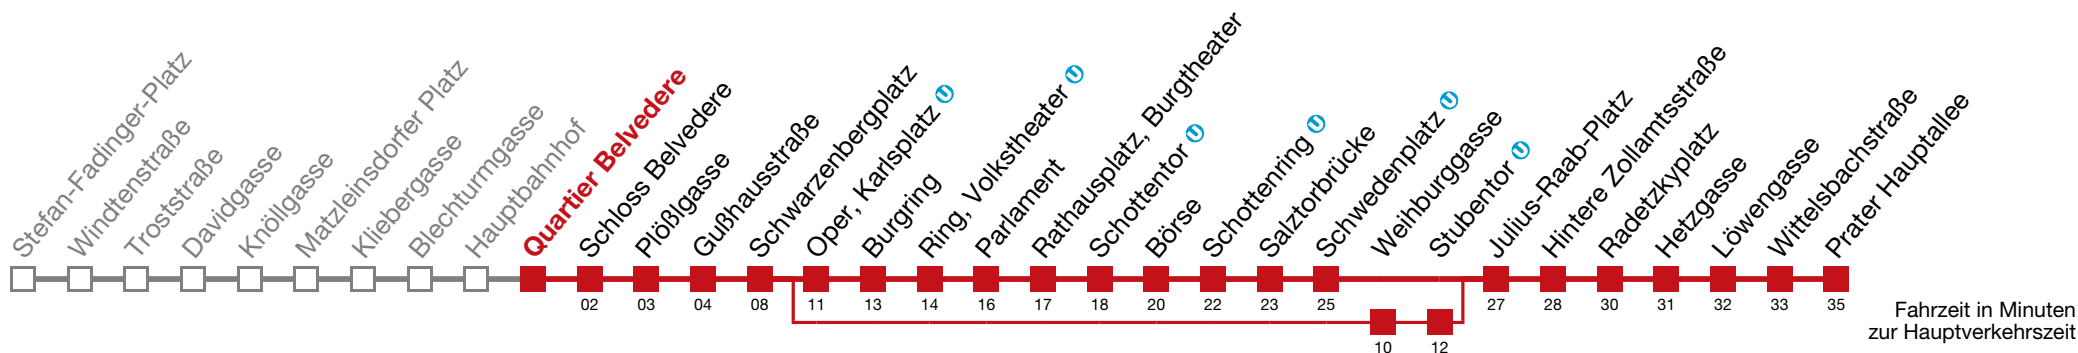 Stefan-Fadinger-Platz
Windtenstraße
Troststraße
Davidgasse
Knöllgasse
Matzleinsdorfer Platz
Kliebergasse
Blechturmgasse
Hauptbahnhof
Quartier Belvedere
Schloss Belvedere
Plößlgasse
Gußhausstraße
Schwarzenbergplatz
Oper, Karlsplatz U
Burgring
Ring, Volkstheater U
Parlament
Rathausplatz, Burgtheater
Schottentor U
Börse
Schottenring U
Salztorbrücke
Schwedenplatz U
Weihburggasse
Stubentor U
Julius-Raab-Platz
Hintere Zollamtsstraße
Radetzkyplatz
Hetzgasse
Löwengasse
Wittelsbachstraße
Prater Hauptallee
02 03 04 08 11 13 14 16 17 18 20 22 23 25 27 28 30 31 32 33 35
10 12
Fahrzeit in Minuten
zur Hauptverkehrszeit